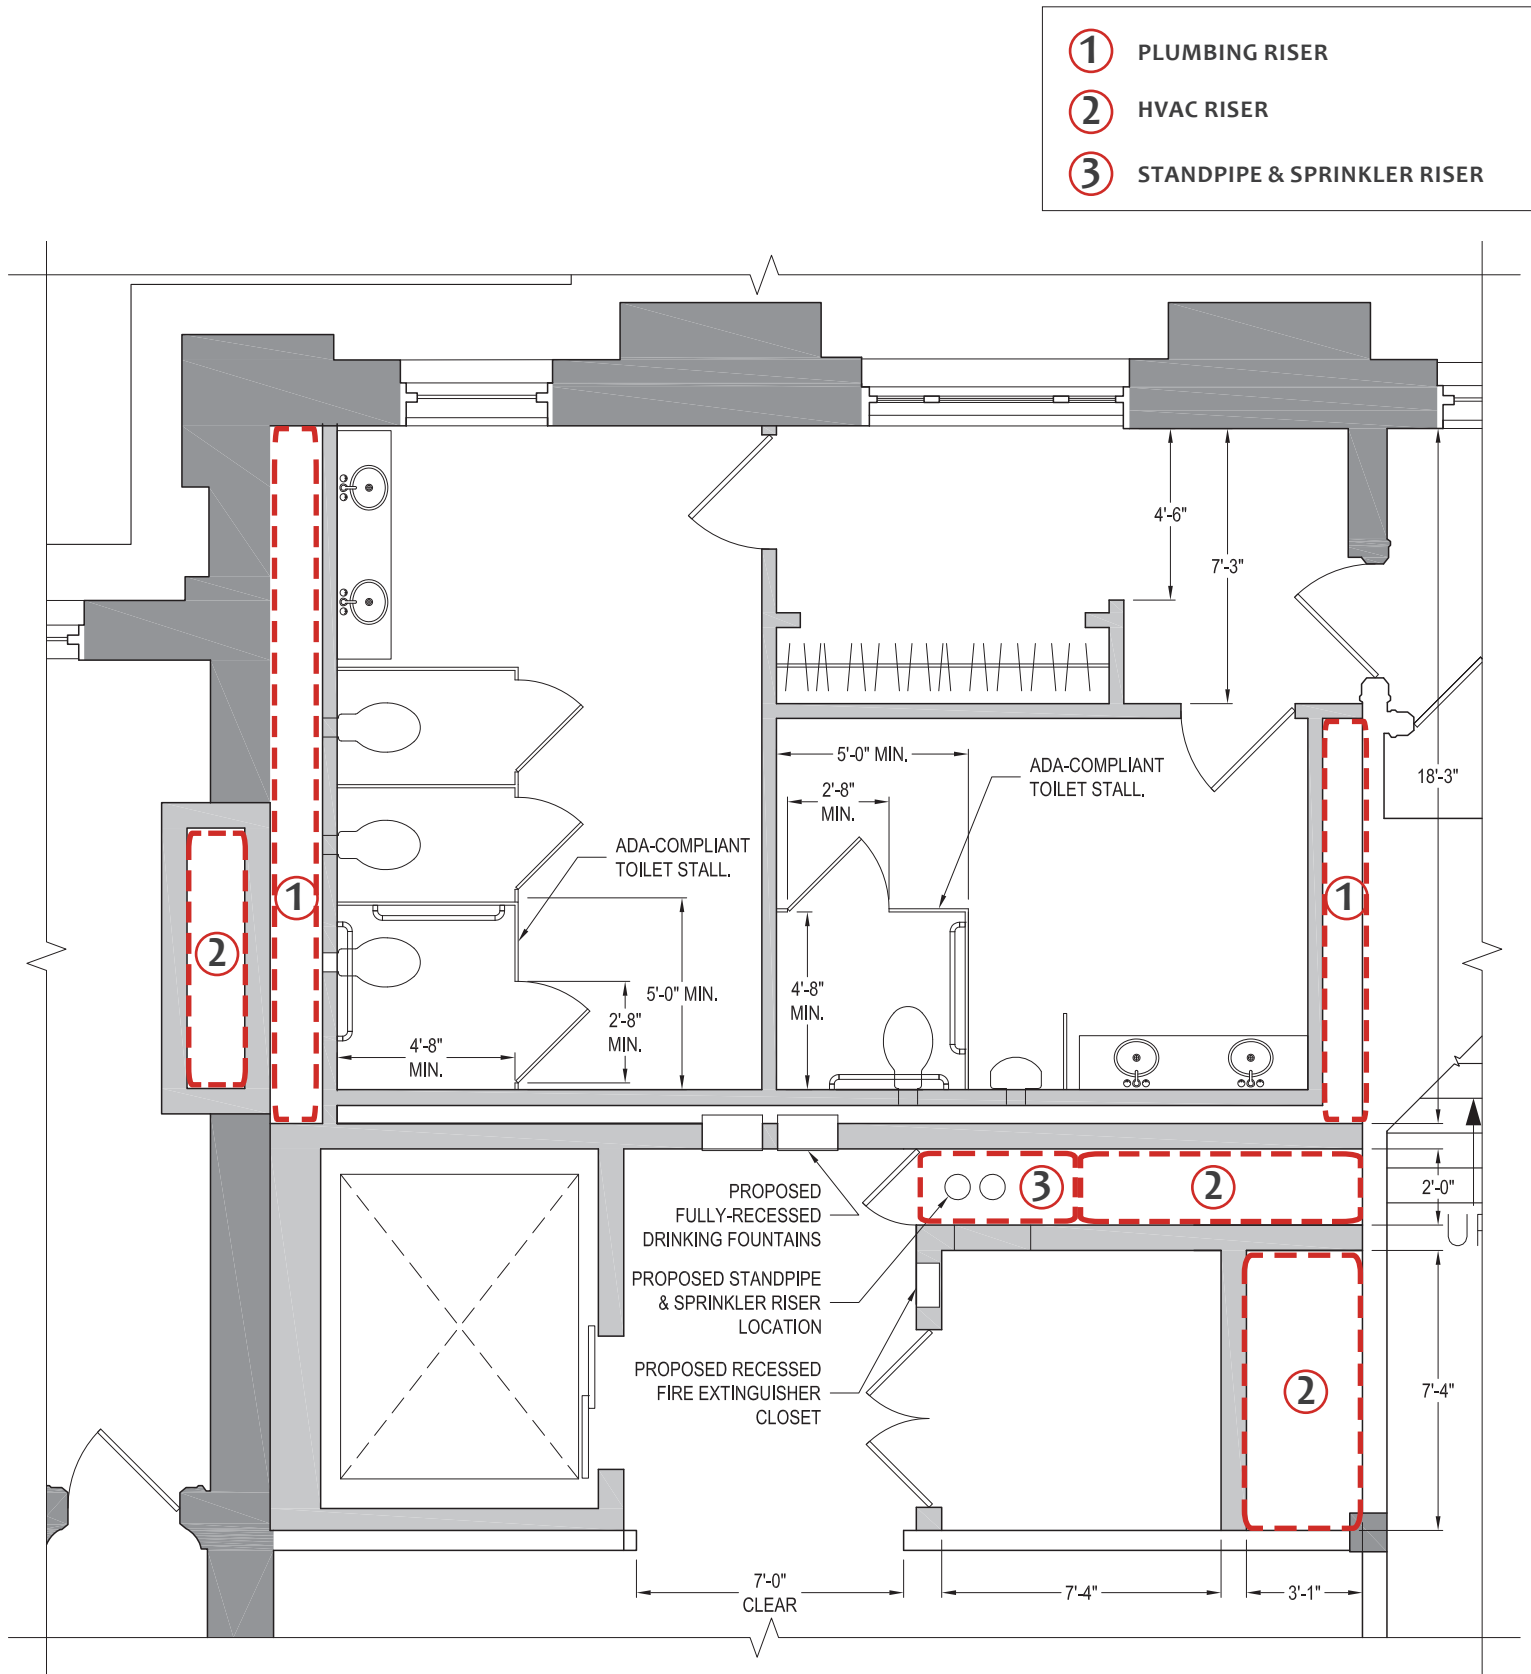 1 PLUMBING RISER
2 HVAC RISER
3 STANDPIPE & SPRINKLER RISER
4'-6"
7'-3"
18'-3"
5'-0" MIN.
2'-8"
MIN.
ADA-COMPLIANT
TOILET STALL.
ADA-COMPLIANT
TOILET STALL.
1
1
2
4'-8"
MIN.
5'-0" MIN.
2'-8"
MIN.
4'-8"
MIN.
PROPOSED
FULLY-RECESSED
DRINKING FOUNTAINS
3
2
2'-0"
PROPOSED STANDPIPE
& SPRINKLER RISER
LOCATION
PROPOSED RECESSED
FIRE EXTINGUISHER
CLOSET
2
7'-4"
7'-0"
CLEAR
7'-4"
3'-1"